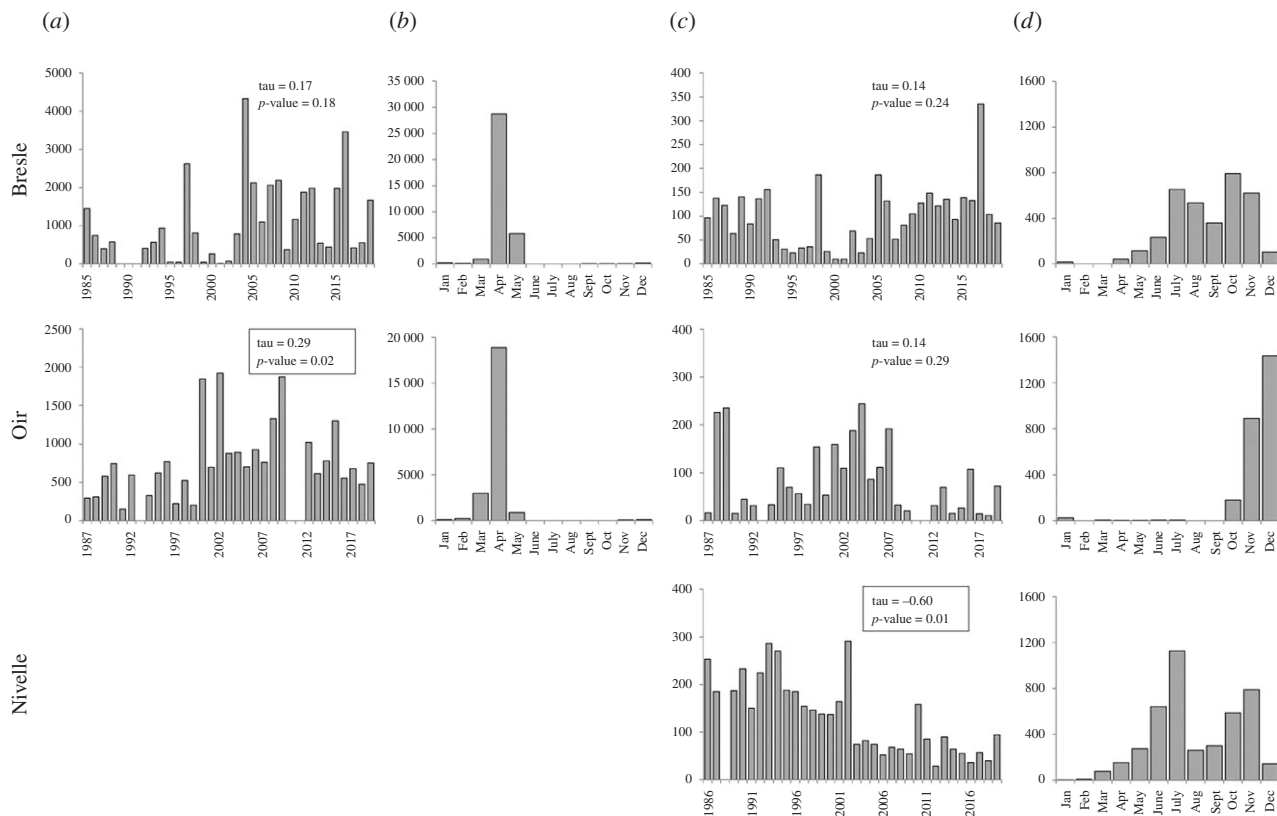 (a)
(b)
(c)
(d)
Bresle
5000
4000
3000
2000
1000
0
tau = 0.17
p-value = 0.18
1985
1990
1995
2000
2005
2010
2015
35 000
30 000
25 000
20 000
15 000
10 000
5000
0
Jan
Feb
Mar
Apr
May
June
July
Aug
Sept
Oct
Nov
Dec
400
350
300
250
200
150
100
50
0
tau = 0.14
p-value = 0.24
1985
1990
1995
2000
2005
2010
2015
1600
1200
800
400
0
Jan
Feb
Mar
Apr
May
June
July
Aug
Sept
Oct
Nov
Dec
Oir
2500
2000
1500
1000
500
0
tau = 0.29
p-value = 0.02
1987
1992
1997
2002
2007
2012
2017
20 000
15 000
10 000
5000
0
Jan
Feb
Mar
Apr
May
June
July
Aug
Sept
Oct
Nov
Dec
400
300
200
100
0
tau = 0.14
p-value = 0.29
1987
1992
1997
2002
2007
2012
2017
1600
1200
800
400
0
Jan
Feb
Mar
Apr
May
June
July
Aug
Sept
Oct
Nov
Dec
Nivelle
400
300
200
100
0
tau = –0.60
p-value = 0.01
1986
1991
1996
2001
2006
2011
2016
1600
1200
800
400
0
Jan
Feb
Mar
Apr
May
June
July
Aug
Sept
Oct
Nov
Dec